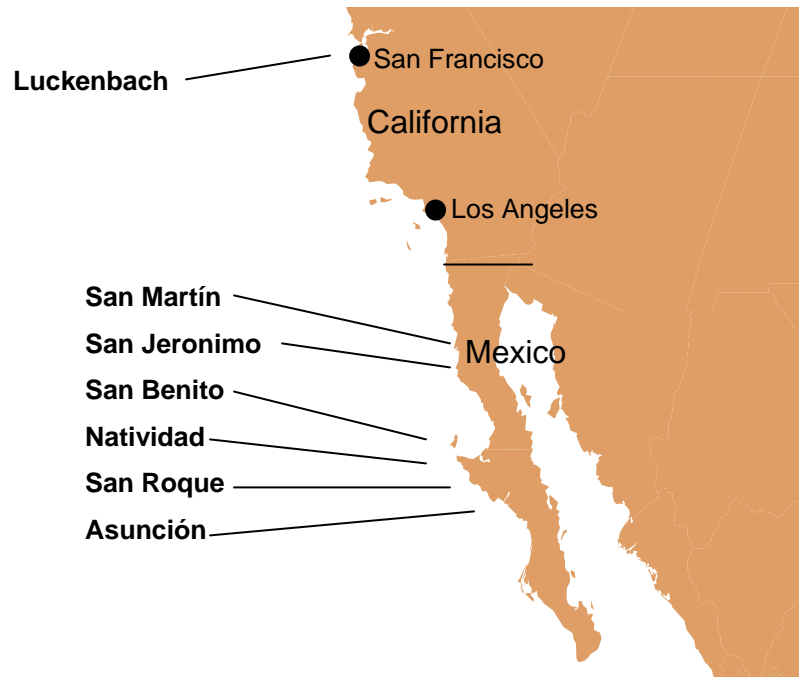 San Francisco
Luckenbach
California
Los Angeles
San Martín
San Jeronimo
Mexico
San Benito
Natividad
San Roque
Asunción